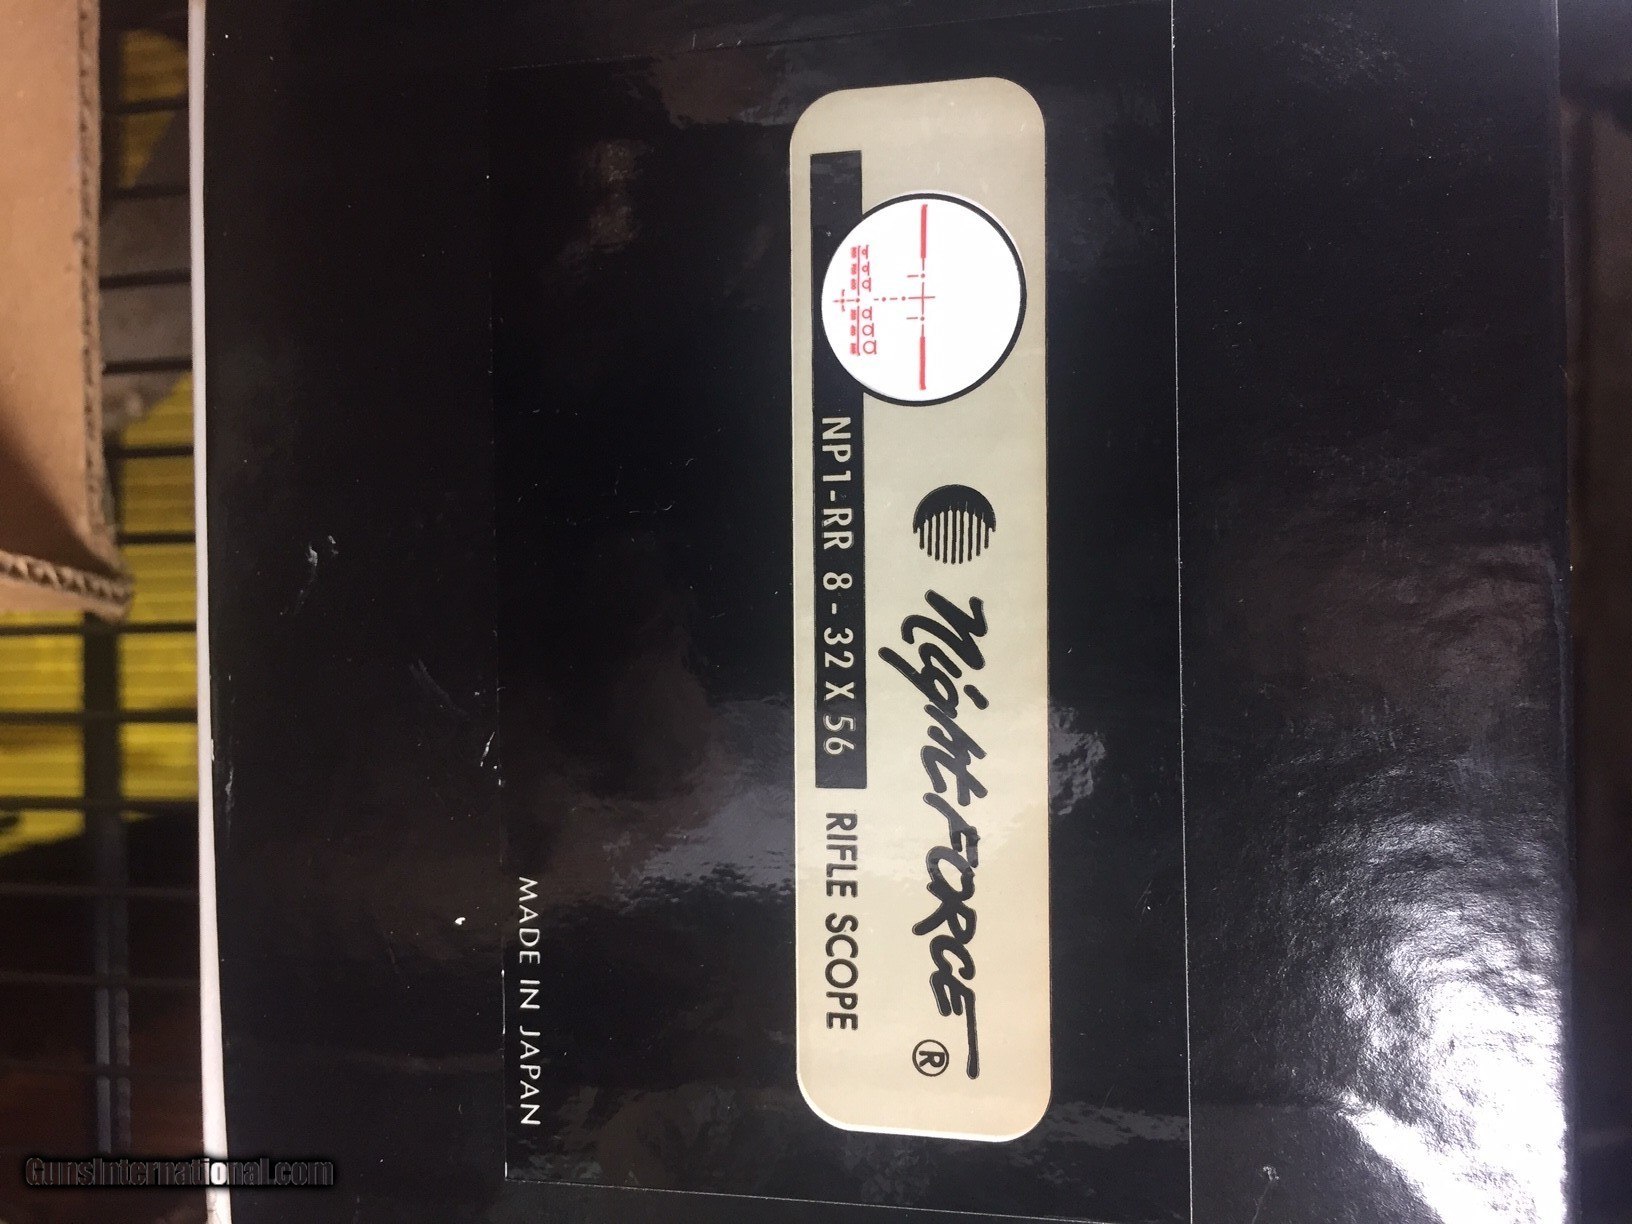 NightFORCE ®
NP1-RR 8-32X56 RIFLE SCOPE
MADE IN JAPAN
GunsInternational.com